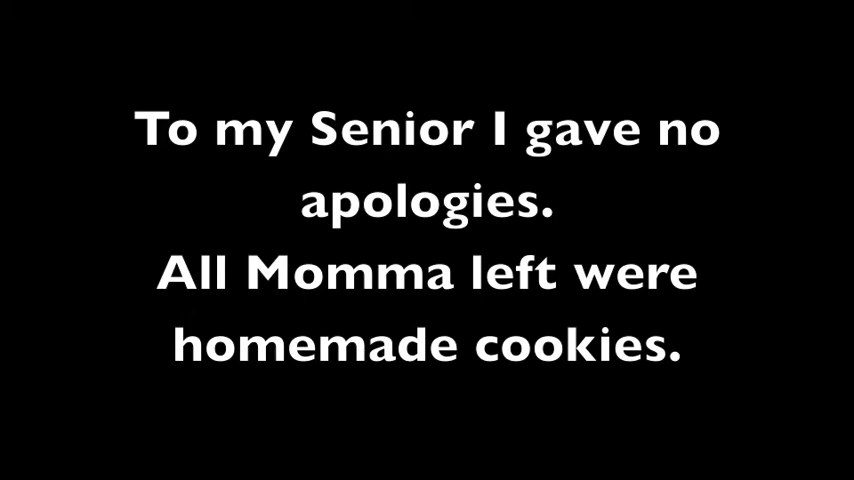 To my Senior I gave no
apologies.
All Momma left were
homemade cookies.